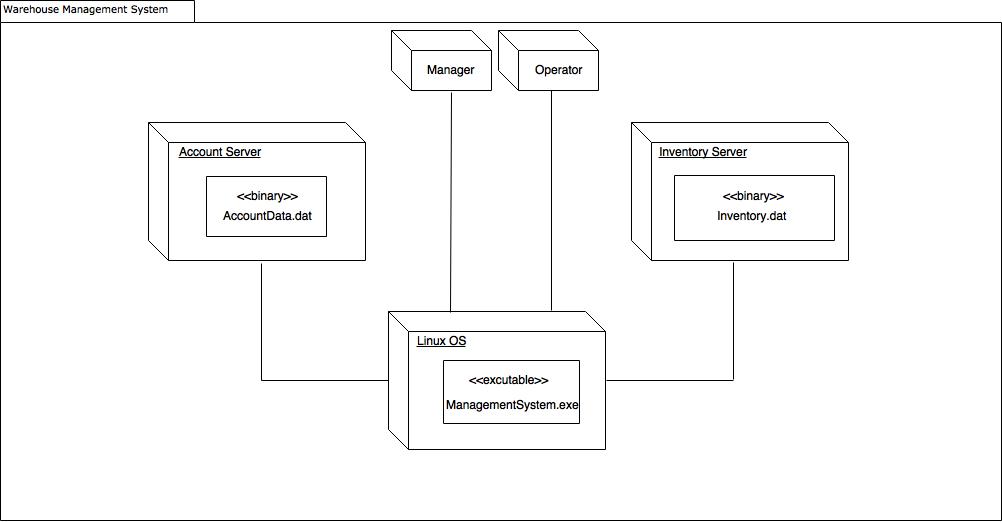 Warehouse Management System
Manager
Operator
Account Server
<<binary>>
AccountData.dat
Inventory Server
<<binary>>
Inventory.dat
Linux OS
<<excutable>>
ManagementSystem.exe